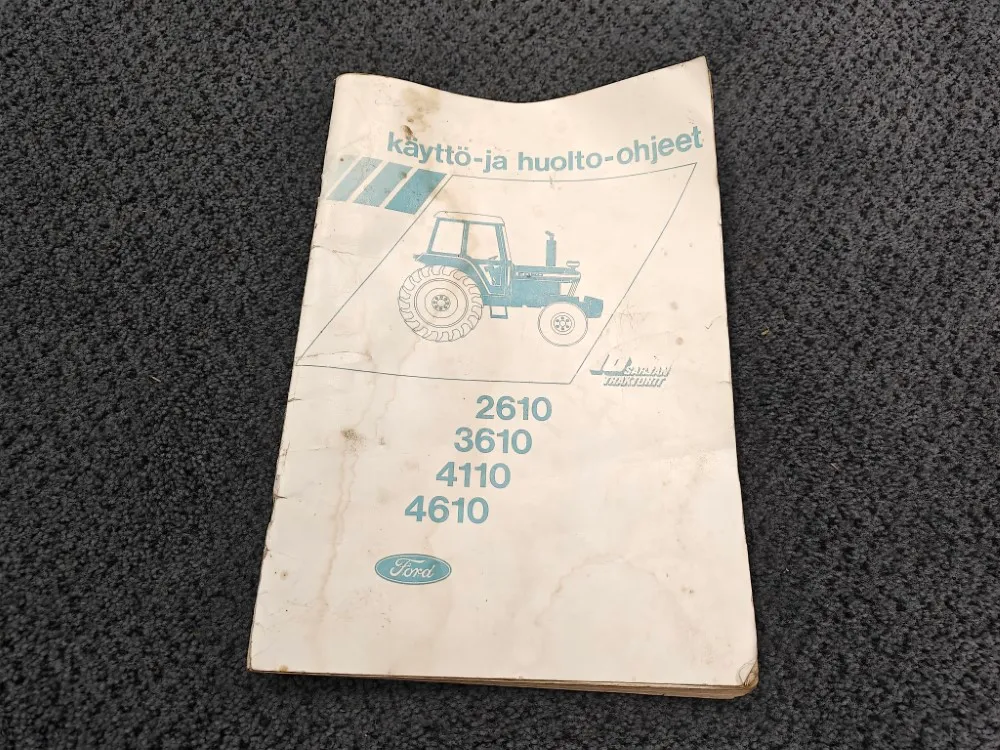 käyttö-ja huolto-ohjeet
10 SARJAN
TRAKTORIT
2610
3610
4110
4610
Ford